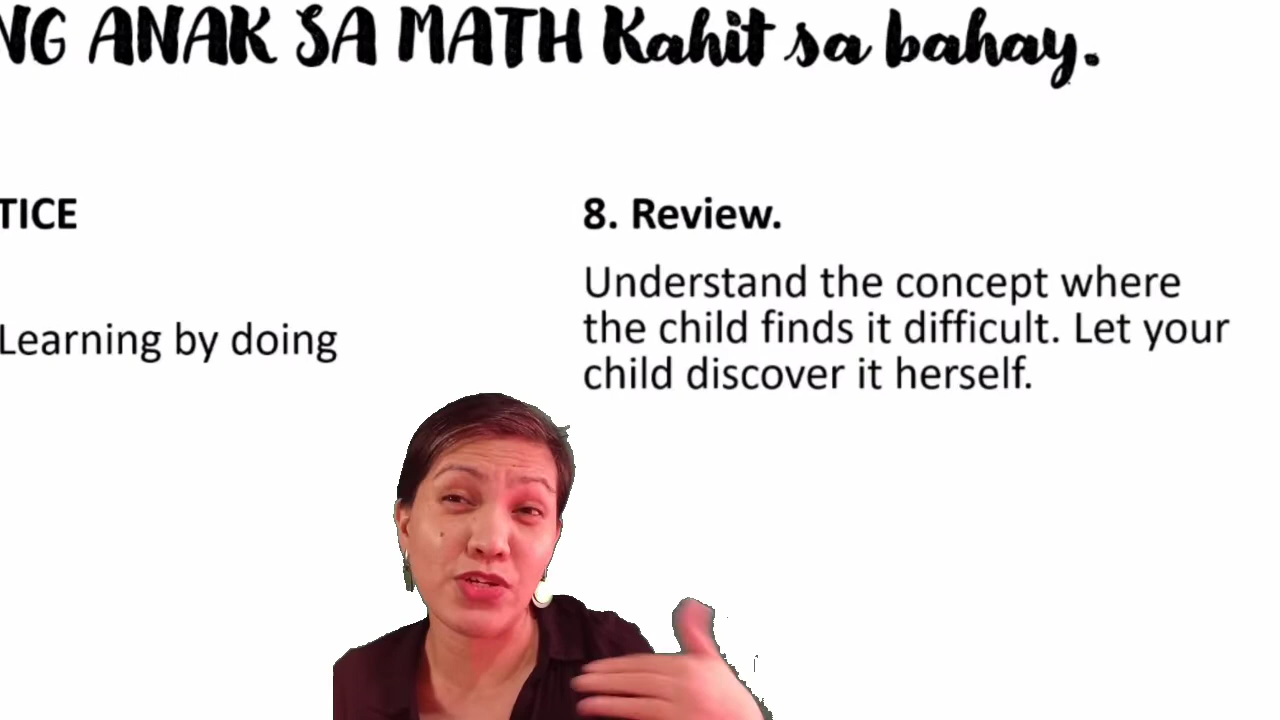 NG ANAK SA MATH Kahit sa bahay.
TICE
Learning by doing
8. Review.
Understand the concept where
the child finds it difficult. Let your
child discover it herself.